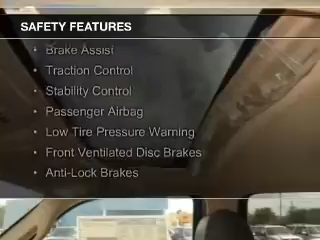 SAFETY FEATURES
• Brake Assist
• Traction Control
• Stability Control
• Passenger Airbag
• Low Tire Pressure Warning
• Front Ventilated Disc Brakes
• Anti-Lock Brakes